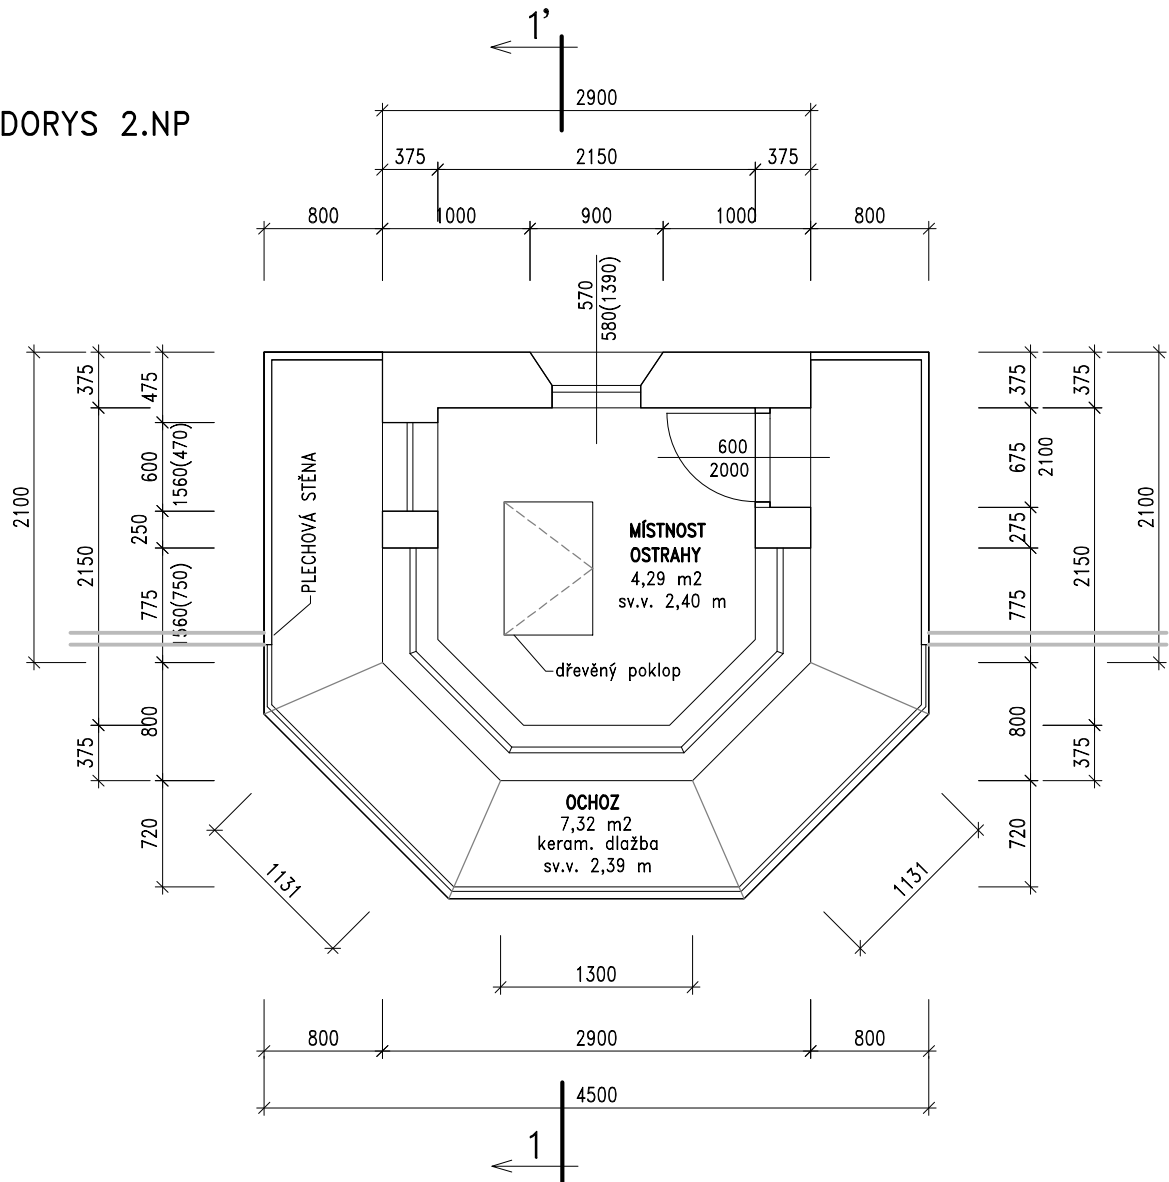 1’
2900
DORYS 2.NP
375 2150 375
800 1000 900 1000 800
570
580(1390)
375
475
600
1560(470)
250
775
1560(750)
2100
2150
800
375
720
PLECHOVÁ STĚNA
600
2000
MÍSTNOST
OSTRAHY
4,29 m2
sv.v. 2,40 m
dřevěný poklop
375
375
675
2100
275
2100
2150
775
800
375
720
OCHOZ
7,32 m2
keram. dlažba
sv.v. 2,39 m
1131
1131
1300
800 2900 800
4500
1